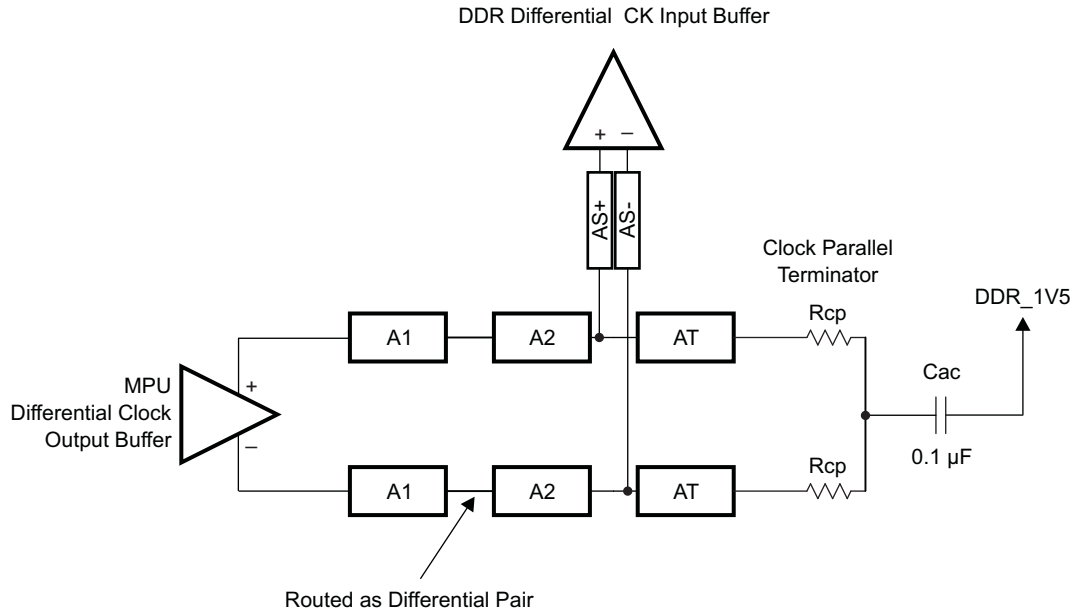 DDR Differential CK Input Buffer
+ −
AS+
AS-
Clock Parallel
Terminator
DDR_1V5
Rcp
A1
A2
AT
Cac
MPU
Differential Clock
Output Buffer
+
−
0.1 µF
Rcp
A1
A2
AT
Routed as Differential Pair